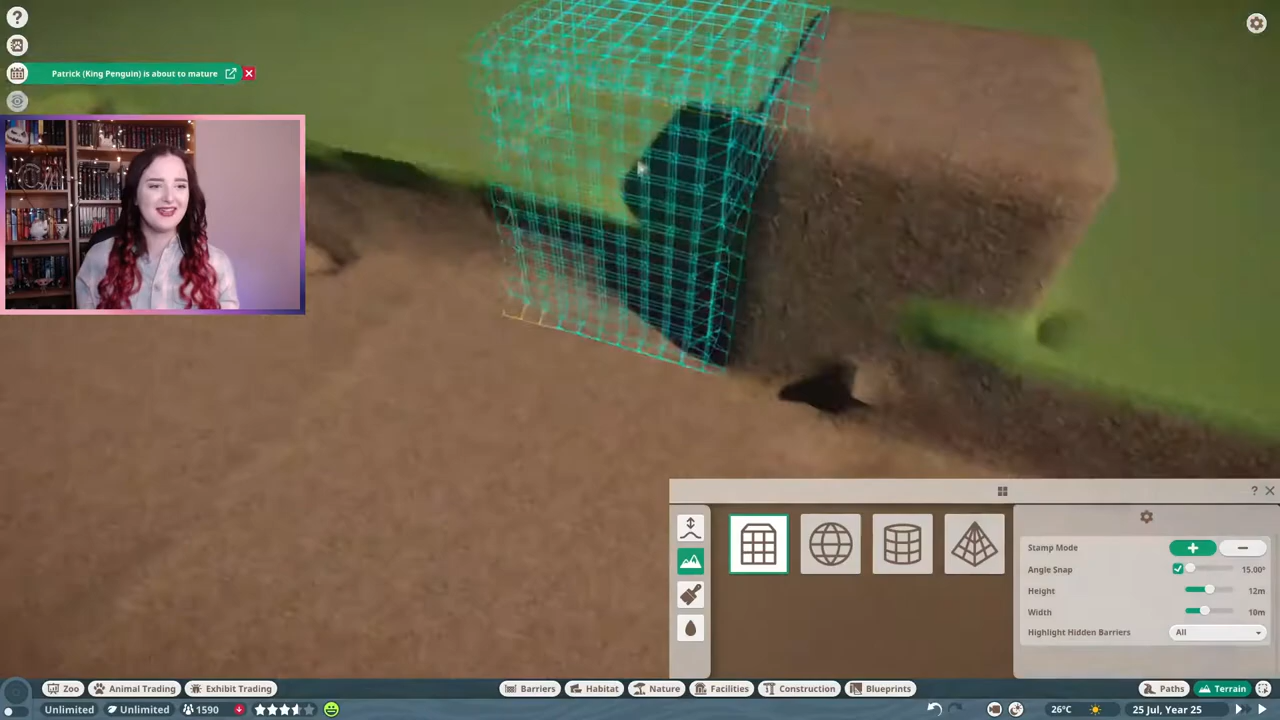 Patrick (King Penguin) is about to mature
Stamp Mode
Angle Snap 15.00°
Height 12m
Width 10m
Highlight Hidden Barriers All
Zoo Animal Trading Exhibit Trading Barriers Habitat Nature Facilities Construction Blueprints Paths Terrain
Unlimited Unlimited 1590 26°C 25 Jul, Year 25